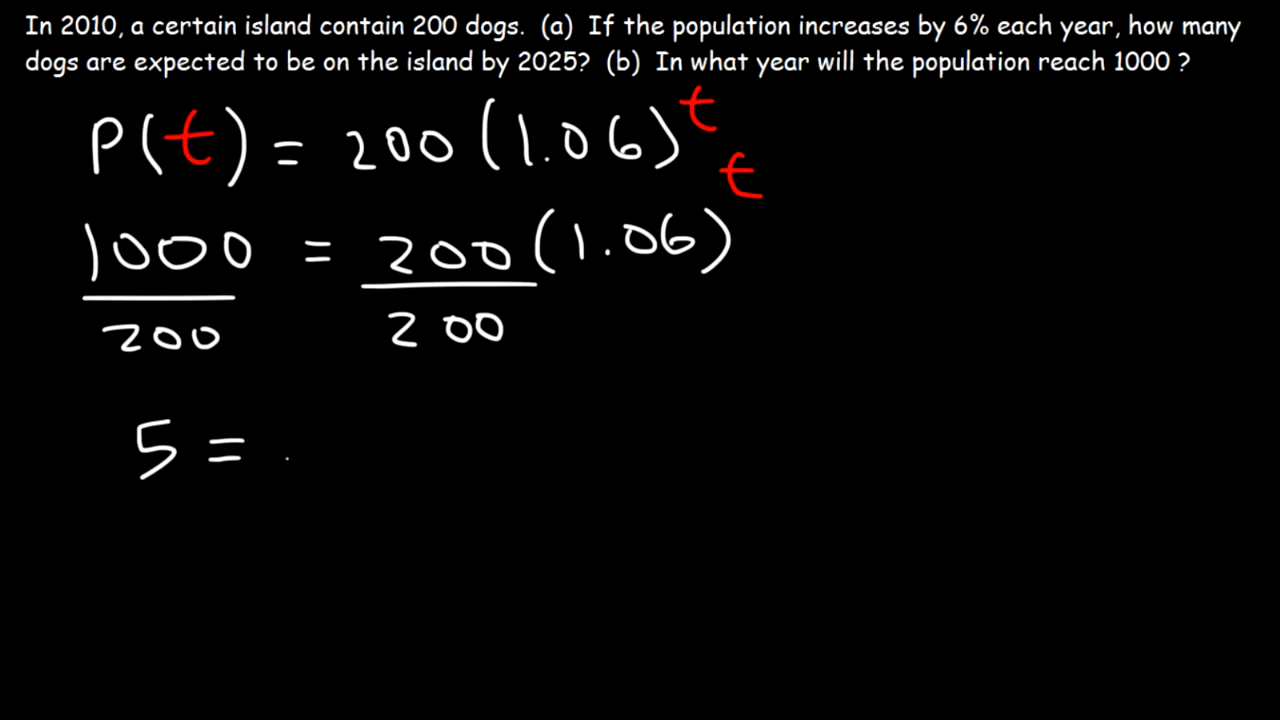 In 2010, a certain island contain 200 dogs. (a) If the population increases by 6% each year, how many
dogs are expected to be on the island by 2025? (b) In what year will the population reach 1000 ?
P(t) = 200(1.06)^t
1000 = 200(1.06)^t
200 200
5 =